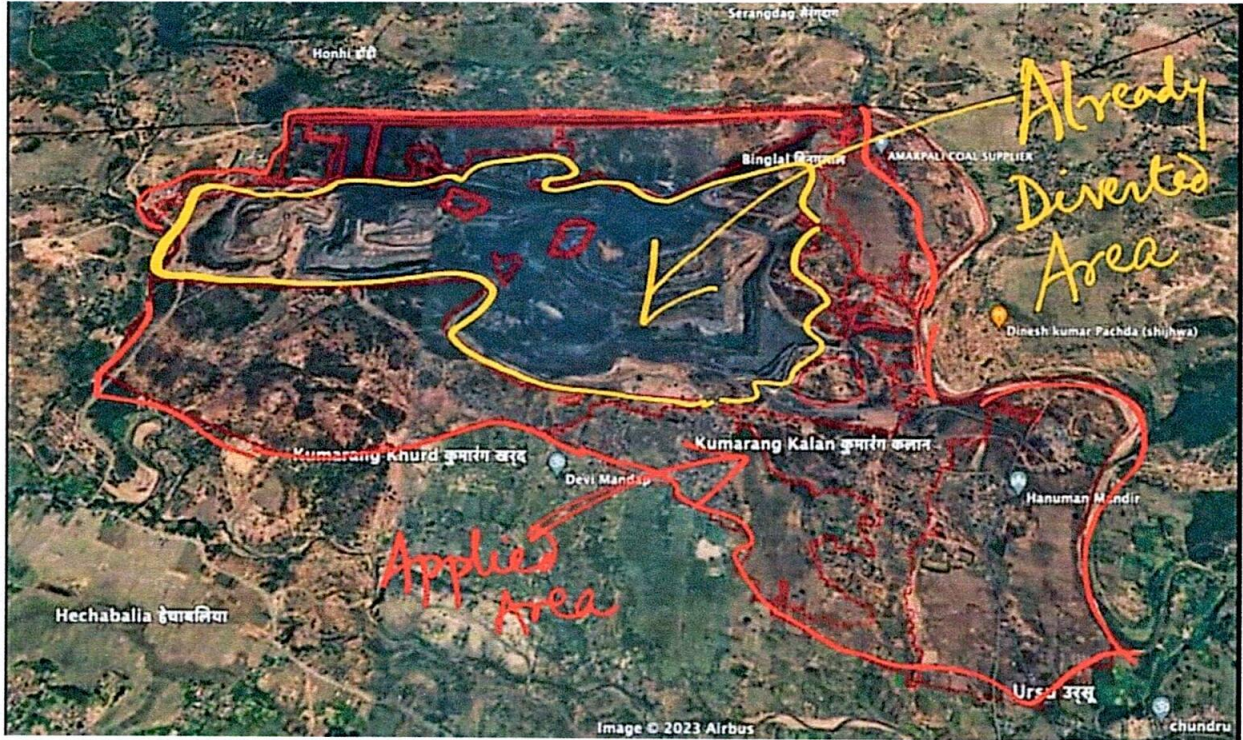 Serangdag सेरंगदाग
Honhi होंही
Already
Diverted
Area
Binglat बिंगलात
AMARPALI COAL SUPPLIER
Dinesh kumar Pachda (shijhwa)
Kumarang Kalan कुमारंग कलान
Kumarang Khurd कुमारंग खुर्द
Devi Mandap
Hanuman Mandir
Applied
Area
Hechabalia हेचाबलिया
Ursu उरसू
Image © 2023 Airbus
chundru